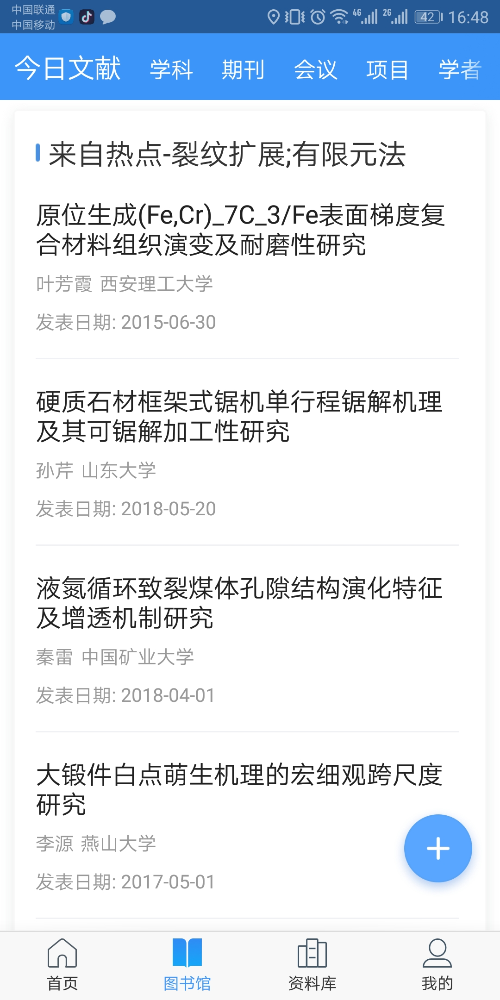 中国联通
中国移动
4G 2G 42 16:48
今日文献 学科 期刊 会议 项目 学者
来自热点-裂纹扩展;有限元法
原位生成(Fe,Cr)_7C_3/Fe表面梯度复
合材料组织演变及耐磨性研究
叶芳霞 西安理工大学
发表日期: 2015-06-30
硬质石材框架式锯机单行程锯解机理
及其可锯解加工性研究
孙芹 山东大学
发表日期: 2018-05-20
液氮循环致裂煤体孔隙结构演化特征
及增透机制研究
秦雷 中国矿业大学
发表日期: 2018-04-01
大锻件白点萌生机理的宏细观跨尺度
研究
李源 燕山大学
发表日期: 2017-05-01
首页 图书馆 资料库 我的